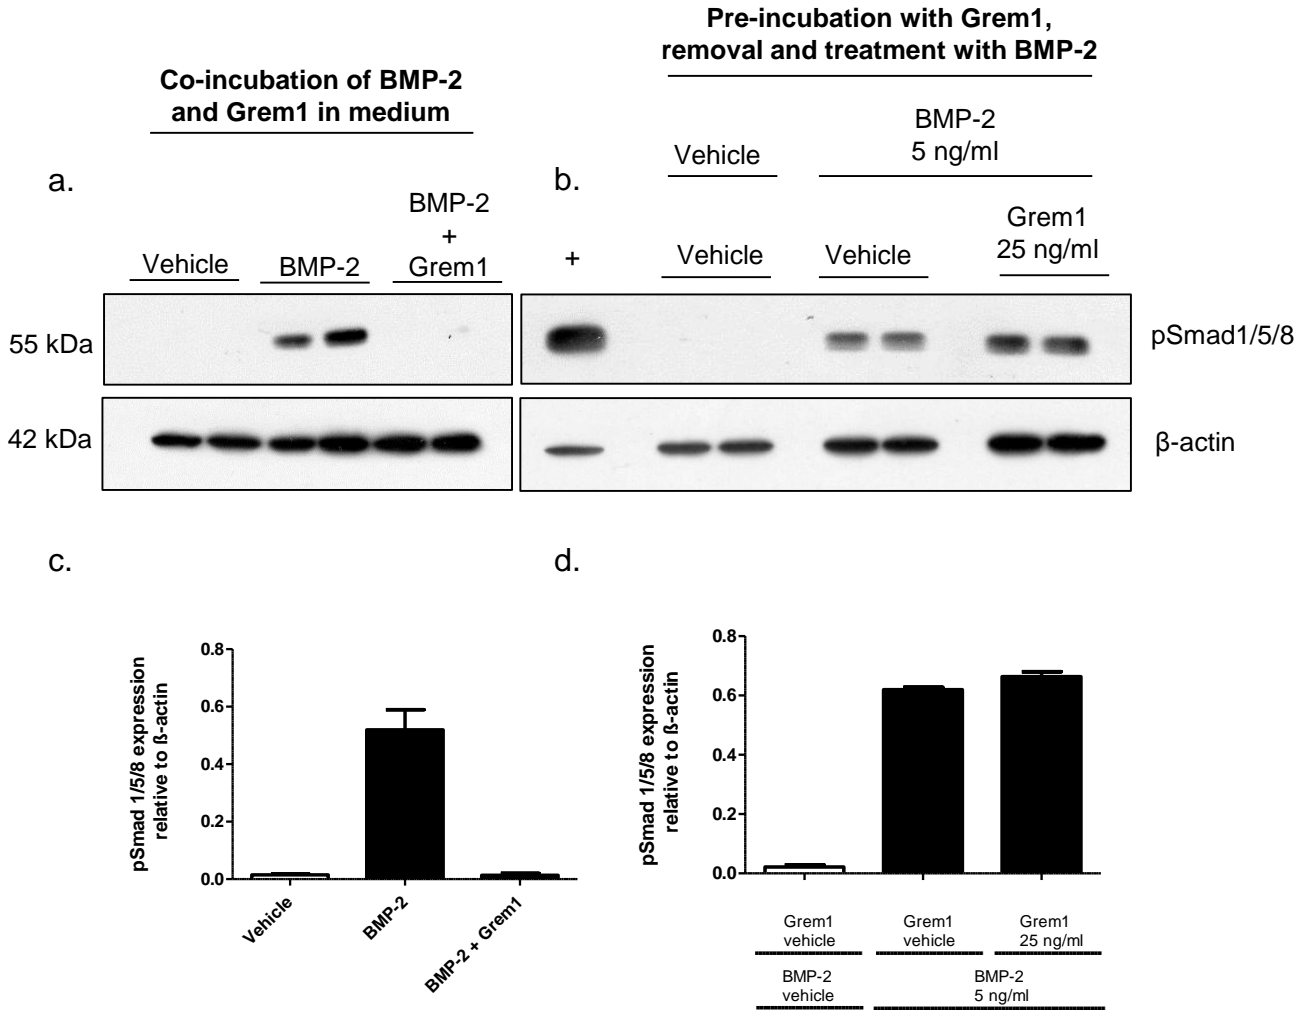 Pre-incubation with Grem1,
removal and treatment with BMP-2
Co-incubation of BMP-2
and Grem1 in medium
a.
Vehicle
BMP-2
BMP-2
+
Grem1
b.
+
Vehicle
Vehicle
BMP-2
5 ng/ml
Vehicle
Grem1
25 ng/ml
55 kDa
pSmad1/5/8
42 kDa
ß-actin
c.
pSmad 1/5/8 expression
relative to ß-actin
0.8
0.6
0.4
0.2
0.0
Vehicle
BMP-2
BMP-2 + Grem1
d.
pSmad 1/5/8 expression
relative to ß-actin
0.8
0.6
0.4
0.2
0.0
Grem1
vehicle
Grem1
vehicle
Grem1
25 ng/ml
BMP-2
vehicle
BMP-2
5 ng/ml